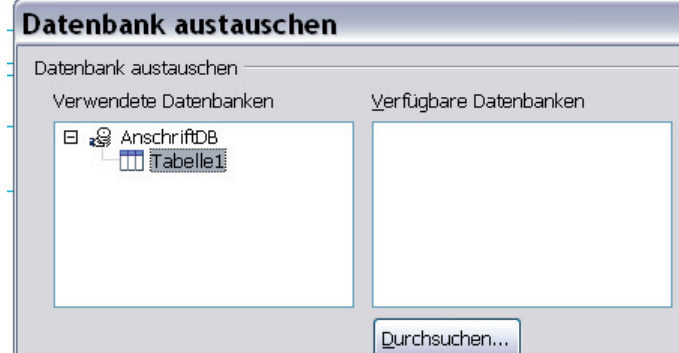 Datenbank austauschen
Datenbank austauschen
Verwendete Datenbanken
Verfügbare Datenbanken
AnschriftDB
Tabelle1
Durchsuchen...